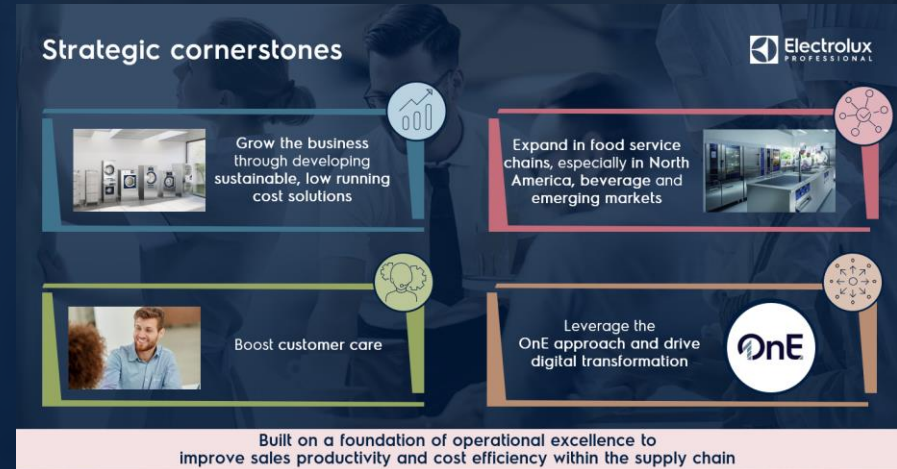 Strategic cornerstones
Electrolux
PROFESSIONAL
Grow the business
through developing
sustainable, low running
cost solutions
Expand in food service
chains, especially in North
America, beverage and
emerging markets
Boost customer care
Leverage the
OnE approach and drive
digital transformation
OnE
Built on a foundation of operational excellence to
improve sales productivity and cost efficiency within the supply chain